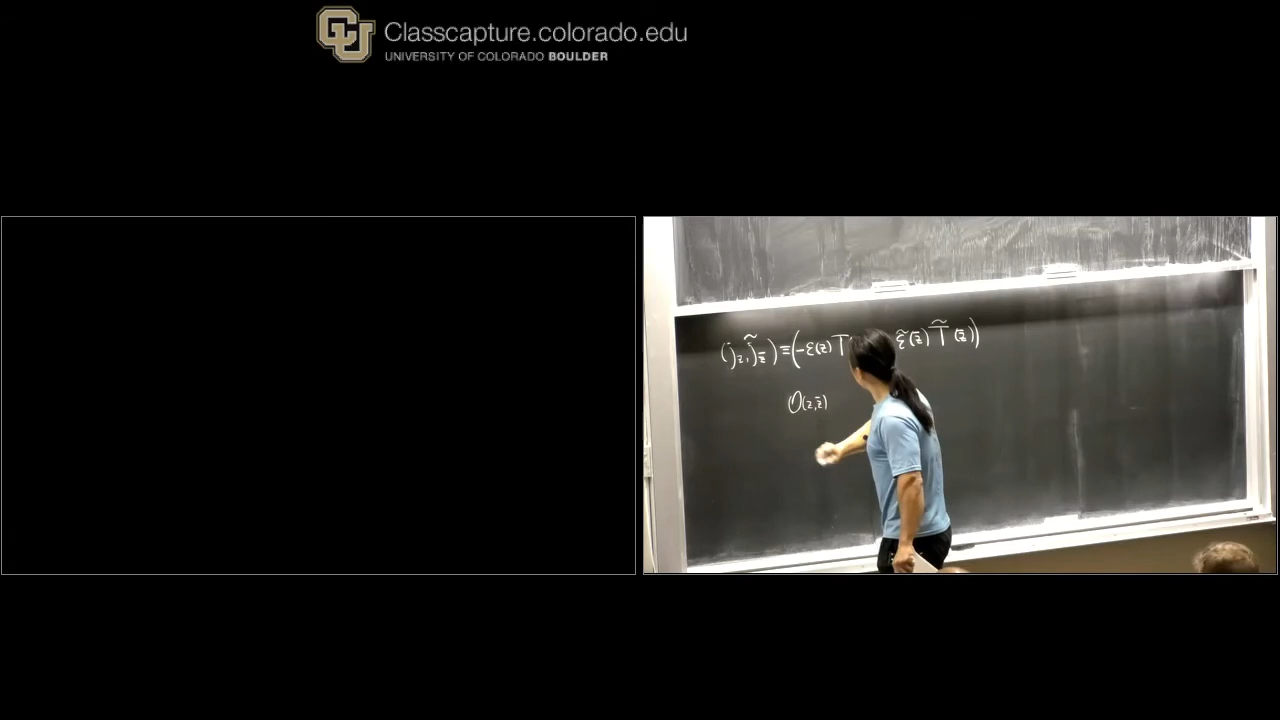 Classcapture.colorado.edu
UNIVERSITY OF COLORADO BOULDER
(j_z, j̃_z̄) ≡ (-ε(z) T ε̃(z̄) T̃(z̄))
O(z,z̄)